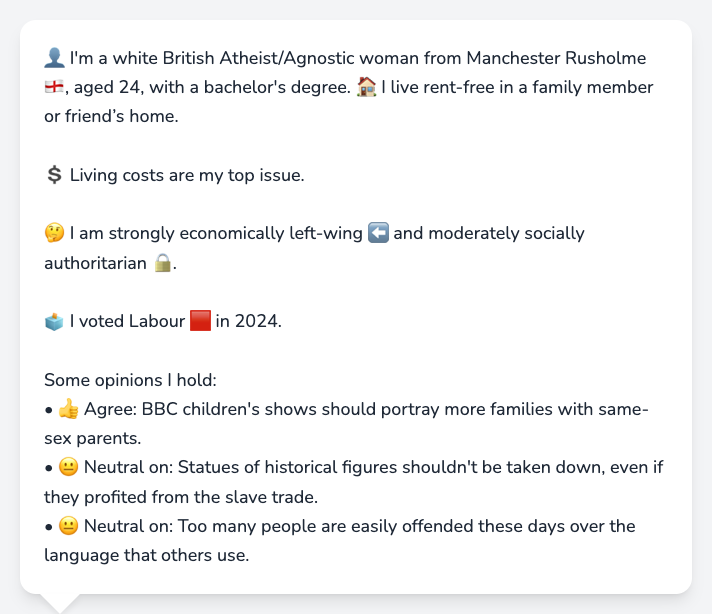 👤 I'm a white British Atheist/Agnostic woman from Manchester Rusholme
🏴󠁧󠁢󠁥󠁮󠁧󠁿, aged 24, with a bachelor's degree. 🏠 I live rent-free in a family member
or friend’s home.
💲 Living costs are my top issue.
🤔 I am strongly economically left-wing ⬅️ and moderately socially
authoritarian 🔒.
🗳️ I voted Labour 🟥 in 2024.
Some opinions I hold:
• 👍 Agree: BBC children's shows should portray more families with same-
sex parents.
• 😐 Neutral on: Statues of historical figures shouldn't be taken down, even if
they profited from the slave trade.
• 😐 Neutral on: Too many people are easily offended these days over the
language that others use.